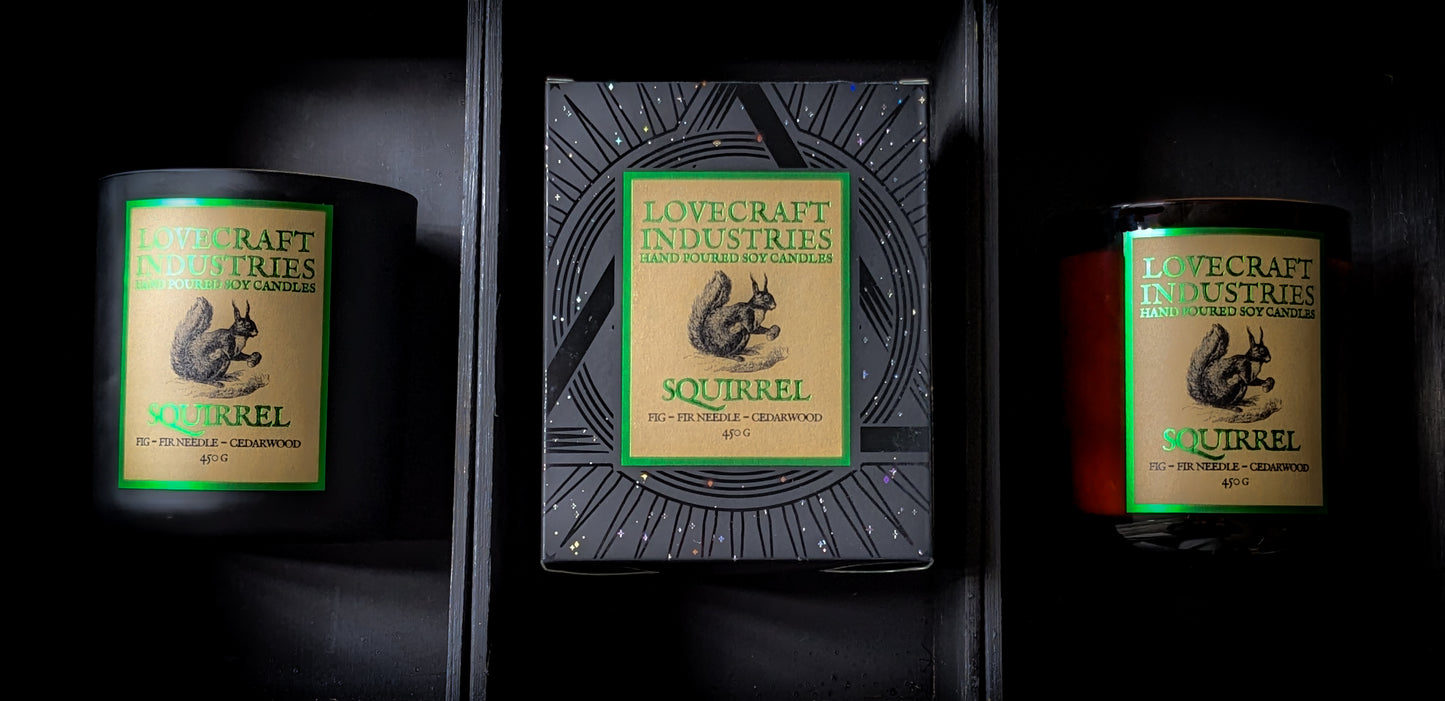 LOVECRAFT
INDUSTRIES
HAND POURED SOY CANDLES
SQUIRREL
FIG – FIR NEEDLE – CEDARWOOD
450 G
LOVECRAFT
INDUSTRIES
HAND POURED SOY CANDLES
SQUIRREL
FIG – FIR NEEDLE – CEDARWOOD
450 G
LOVECRAFT
INDUSTRIES
HAND POURED SOY CANDLES
SQUIRREL
FIG – FIR NEEDLE – CEDARWOOD
450 G